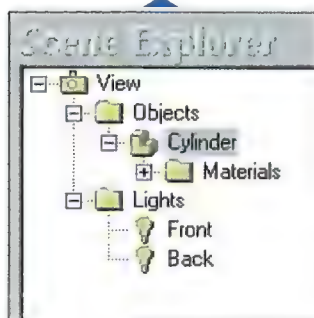 Scene Explorer
View
Objects
Cylinder
Materials
Lights
Front
Back